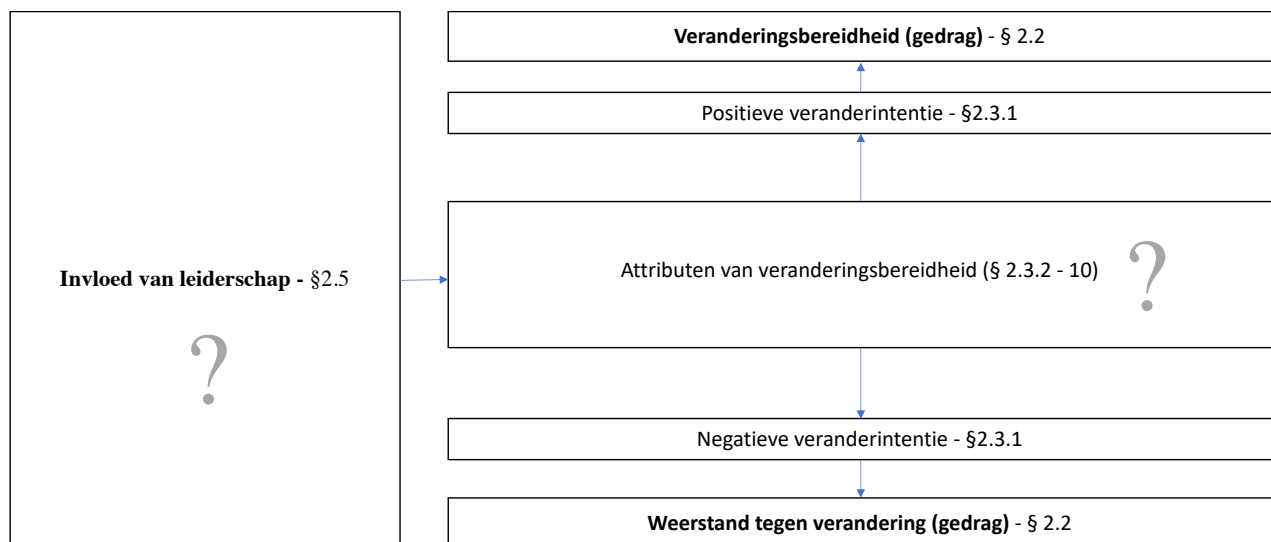 Veranderingsbereidheid (gedrag) - § 2.2
Positieve veranderintentie - §2.3.1
Invloed van leiderschap - §2.5
?
Attributen van veranderingsbereidheid (§ 2.3.2 - 10)
?
Negatieve veranderintentie - §2.3.1
Weerstand tegen verandering (gedrag) - § 2.2